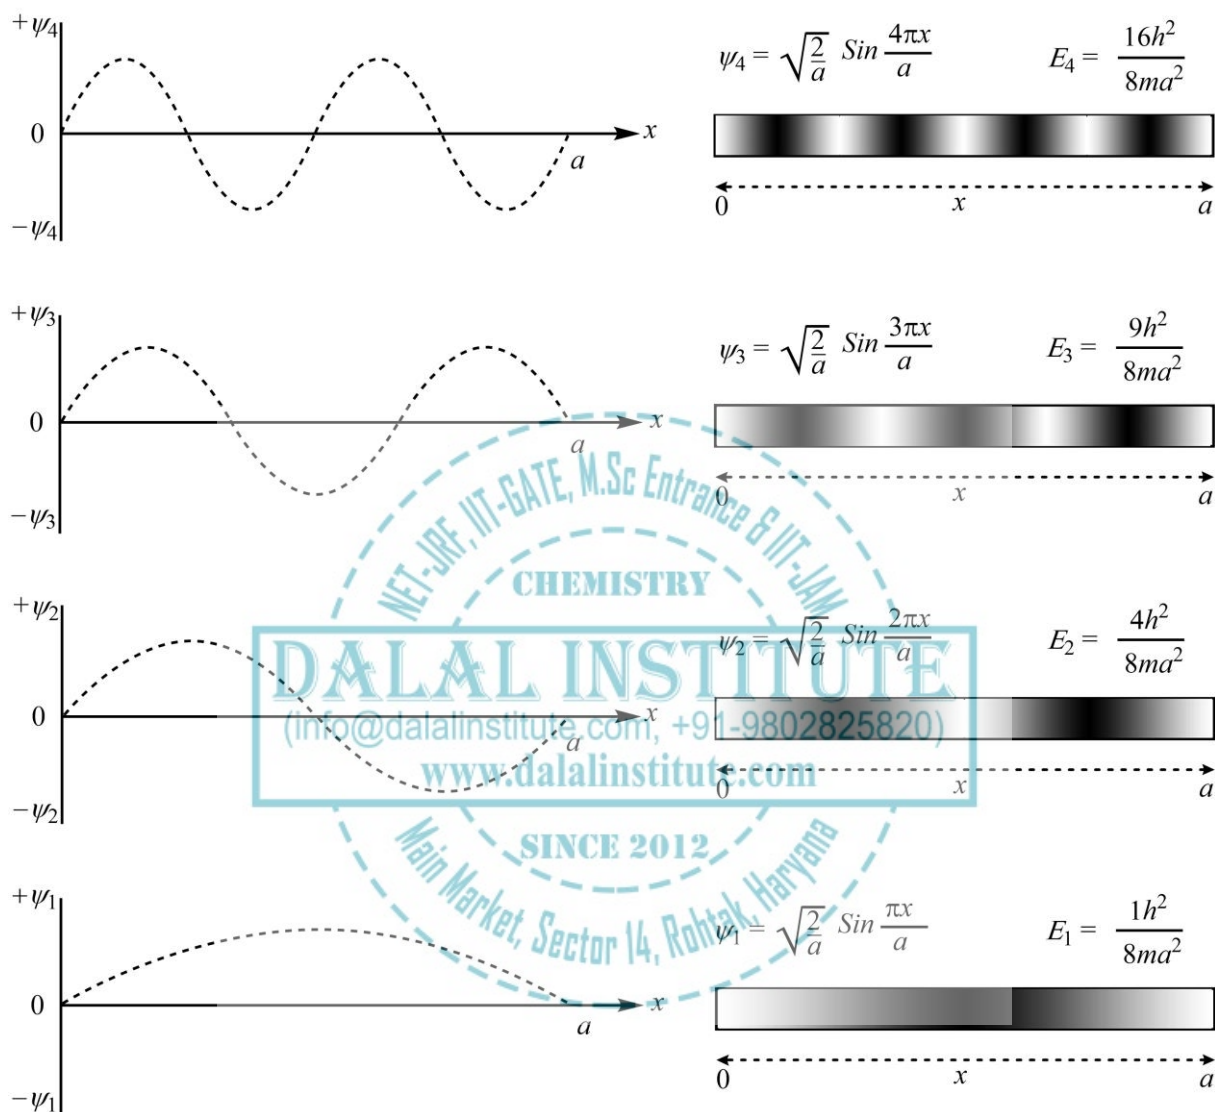 +ψ₄
ψ₄ = √(2/a) Sin 4πx/a    E₄ = 16h²/8ma²
0 x
a
0 x a
−ψ₄
+ψ₃
ψ₃ = √(2/a) Sin 3πx/a    E₃ = 9h²/8ma²
0 x
a
0 x a
−ψ₃
NET-JRF, IIT-GATE, M.Sc Entrance & IIT-JAM
CHEMISTRY
+ψ₂
ψ₂ = √(2/a) Sin 2πx/a    E₂ = 4h²/8ma²
DALAL INSTITUTE
0 x
(info@dalalinstitute.com, +91-9802825820)
a
www.dalalinstitute.com
0 x a
−ψ₂
SINCE 2012
Main Market, Sector 14, Rohtak, Haryana
+ψ₁
ψ₁ = √(2/a) Sin πx/a    E₁ = 1h²/8ma²
0 x
a
0 x a
−ψ₁